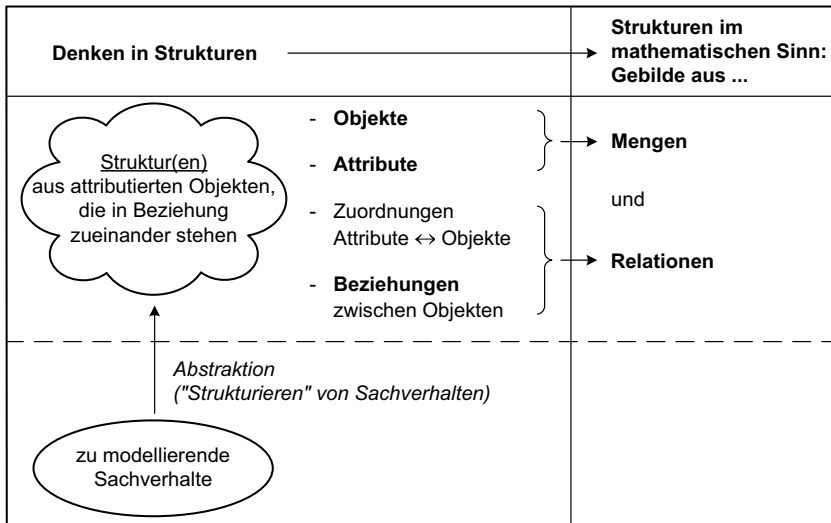 Denken in Strukturen
Strukturen im
mathematischen Sinn:
Gebilde aus ...
Struktur(en)
aus attributierten Objekten,
die in Beziehung
zueinander stehen
- Objekte
- Attribute
- Zuordnungen
Attribute ↔ Objekte
- Beziehungen
zwischen Objekten
Mengen
und
Relationen
Abstraktion
("Strukturieren" von Sachverhalten)
zu modellierende
Sachverhalte